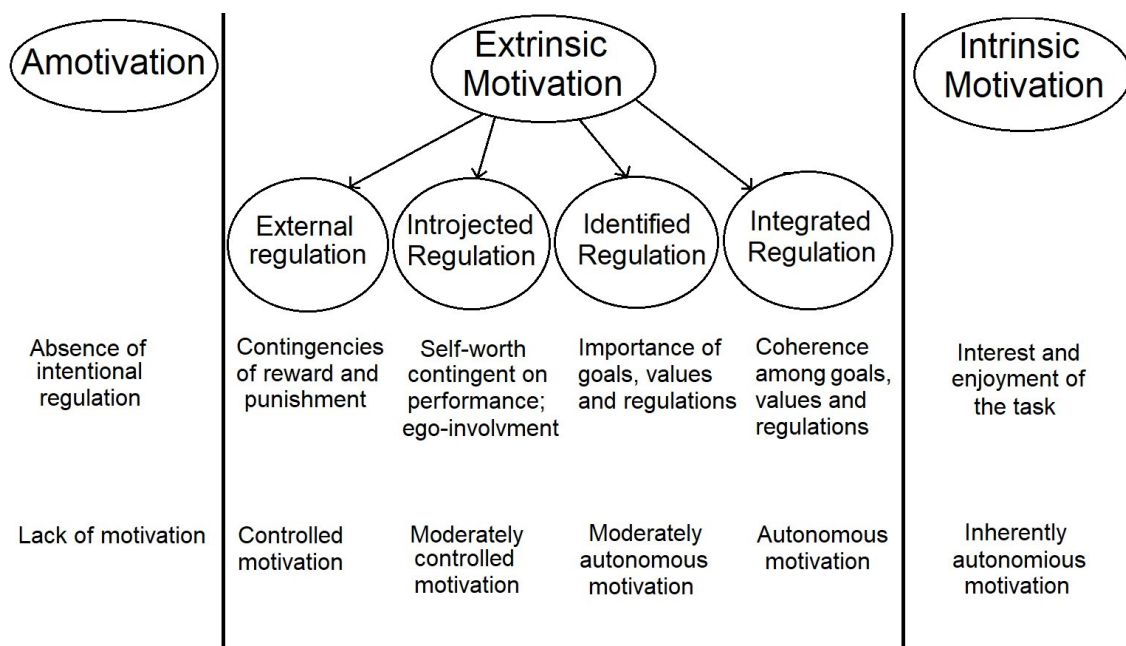 Amotivation
Extrinsic
Motivation
Intrinsic
Motivation
External
regulation
Introjected
Regulation
Identified
Regulation
Integrated
Regulation
Absence of
intentional
regulation
Contingencies
of reward and
punishment
Self-worth
contingent on
performance;
ego-involvment
Importance of
goals, values
and regulations
Coherence
among goals,
values and
regulations
Interest and
enjoyment of
the task
Lack of motivation
Controlled
motivation
Moderately
controlled
motivation
Moderately
autonomous
motivation
Autonomous
motivation
Inherently
autonomious
motivation